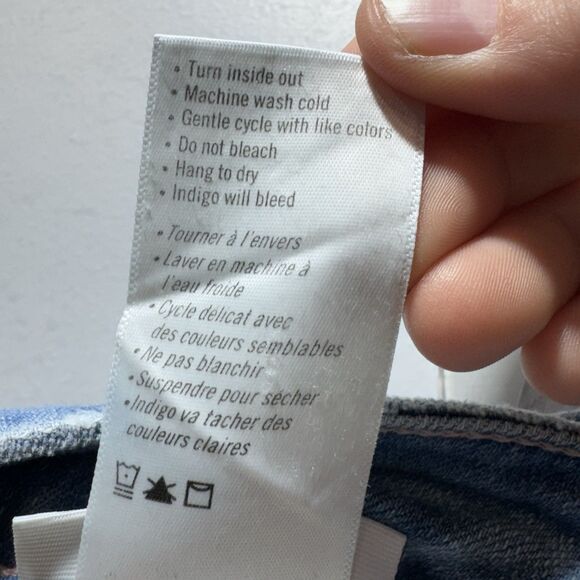 • Turn inside out
• Machine wash cold
• Gentle cycle with like colors
• Do not bleach
• Hang to dry
• Indigo will bleed
• Tourner à l'envers
• Laver en machine à
l'eau froide
• Cycle délicat avec
des couleurs semblables
• Ne pas blanchir
• Suspendre pour sécher
• Indigo va tacher des
couleurs claires